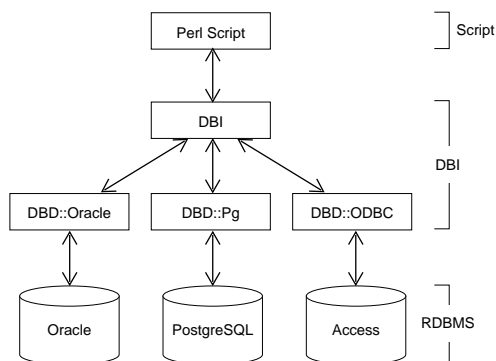 Perl Script
Script
DBI
DBI
DBD::Oracle
DBD::Pg
DBD::ODBC
Oracle
PostgreSQL
Access
RDBMS